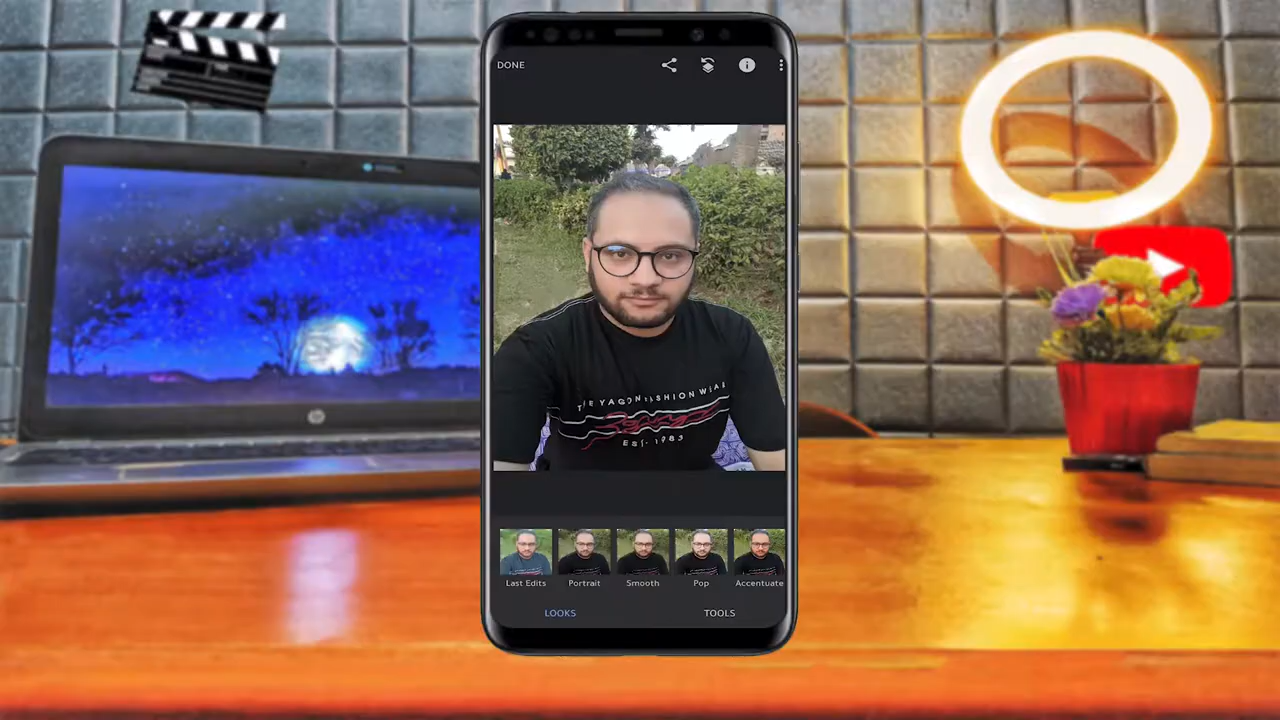 DONE
THE YAGON FASHION WEAR
EST. 1983
Last Edits
Portrait
Smooth
Pop
Accentuate
LOOKS
TOOLS